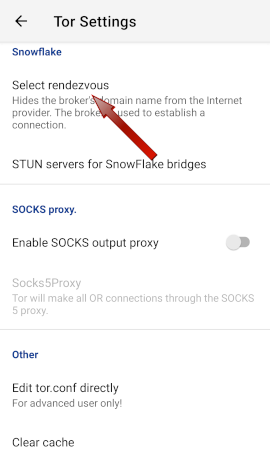 Tor Settings
Snowflake
Select rendezvous
Hides the broker's domain name from the Internet
provider. The broker used to establish a
connection.
STUN servers for SnowFlake bridges
SOCKS proxy.
Enable SOCKS output proxy
Socks5Proxy
Tor will make all OR connections through the SOCKS
5 proxy.
Other
Edit tor.conf directly
For advanced user only!
Clear cache